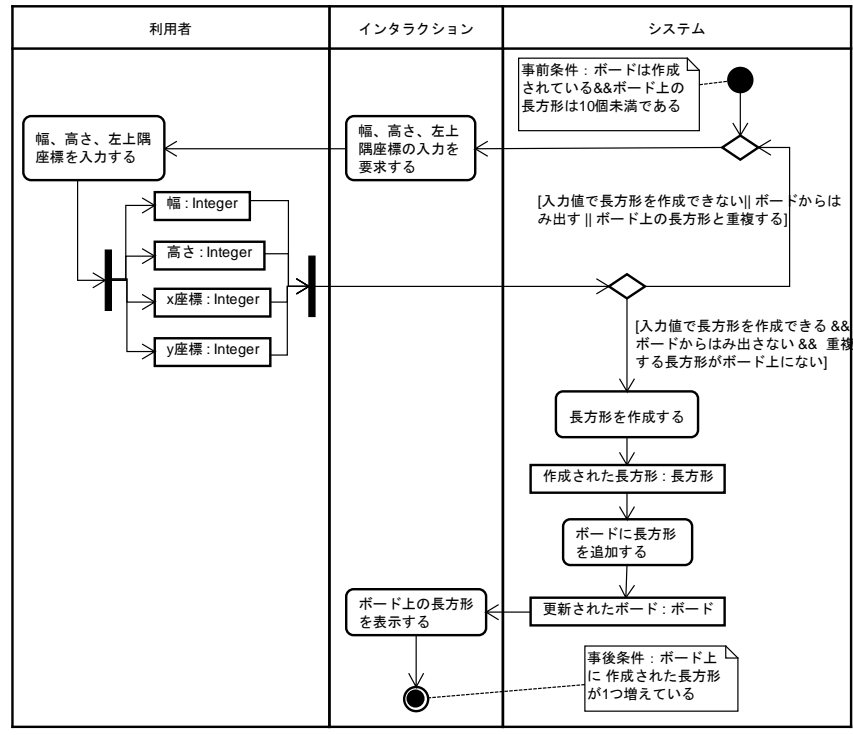 利用者
インタラクション
システム
事前条件：ボードは作成
されている&&ボード上の
長方形は10個未満である
幅、高さ、左上隅
座標を入力する
幅、高さ、左上
隅座標の入力を
要求する
[入力値で長方形を作成できない|| ボードからは
み出す || ボード上の長方形と重複する]
幅 : Integer
高さ : Integer
x座標 : Integer
y座標 : Integer
[入力値で長方形を作成できる &&
ボードからはみ出さない && 重複
する長方形がボード上にない]
長方形を作成する
作成された長方形 : 長方形
ボードに長方形
を追加する
更新されたボード : ボード
ボード上の長方形
を表示する
事後条件：ボード上
に 作成された長方形
が1つ増えている